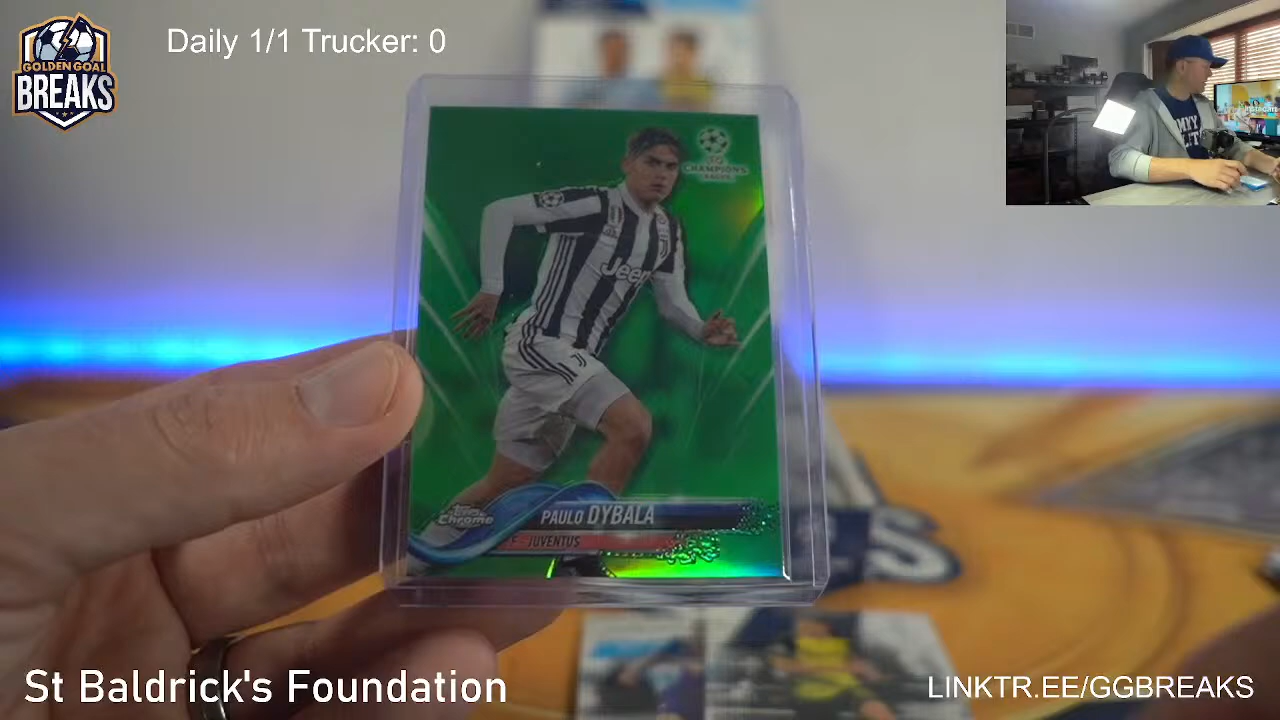 GOLDEN GOAL
BREAKS
Daily 1/1 Trucker: 0
CHAMPIONS
Jeep
Topps
Chrome
PAULO DYBALA
F - JUVENTUS
St Baldrick's Foundation
LINKTR.EE/GGBREAKS